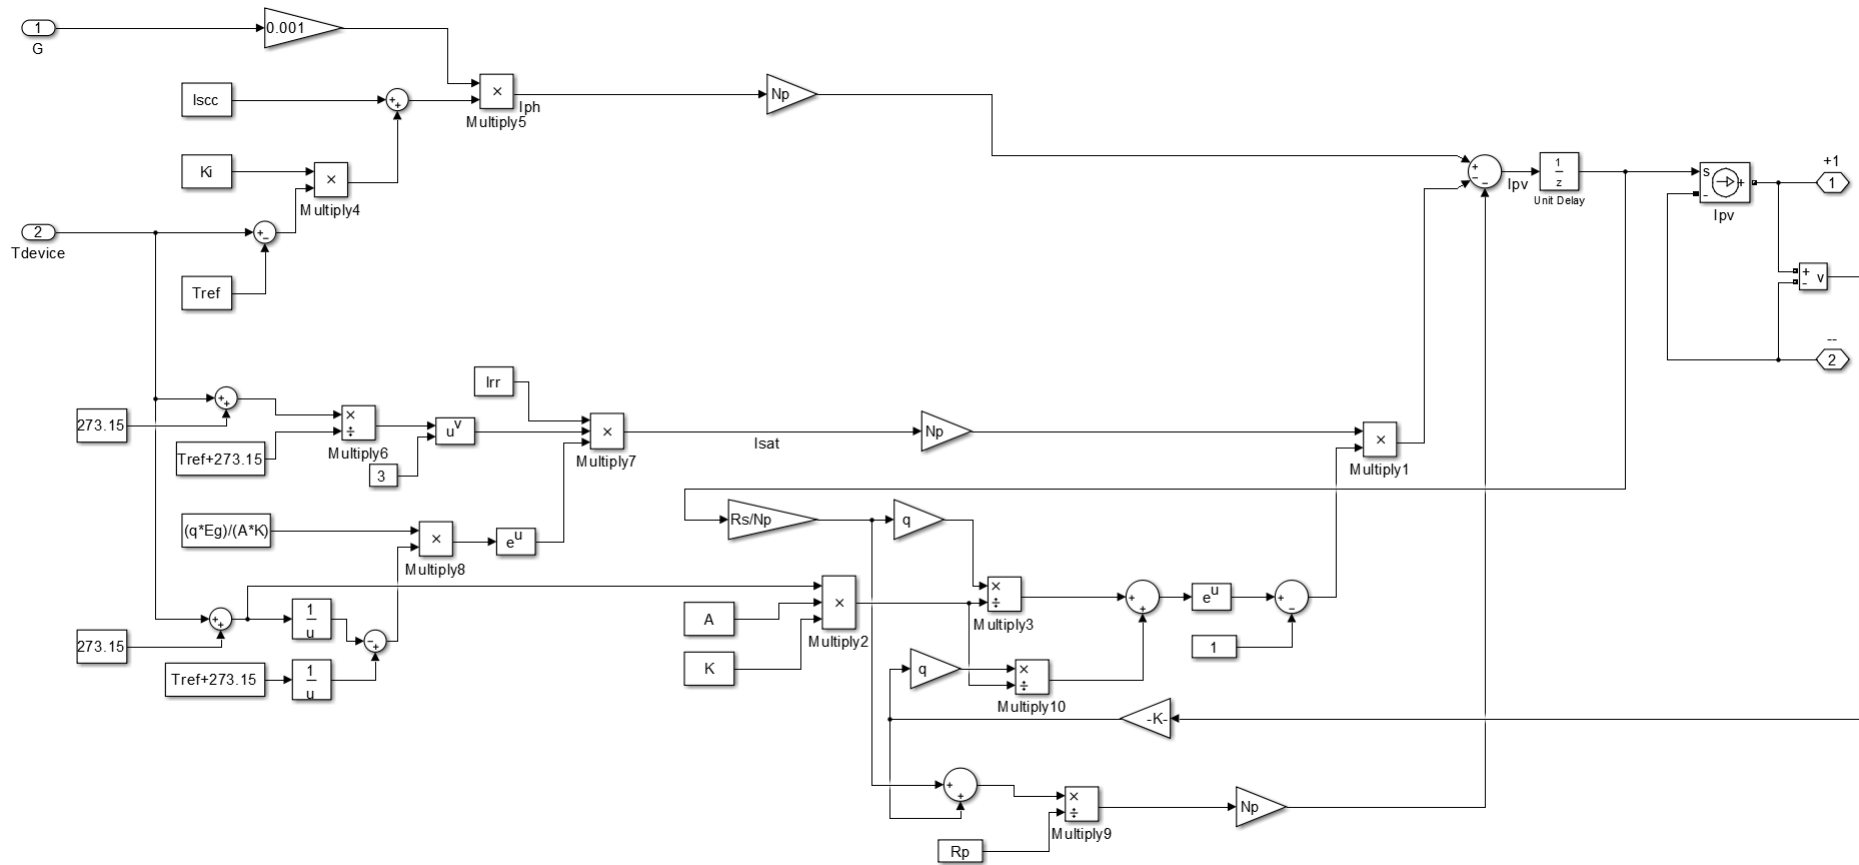 1
G
0.001
Iscc
×
Multiply5
Iph
Np
Ki
×
Multiply4
2
Tdevice
Tref
Ipv
1
z
Unit Delay
s
+
-
Ipv
+1
1
+
-
v
--
2
273.15
Tref+273.15
×
÷
Multiply6
u^v
3
Irr
×
Multiply7
Isat
Np
×
Multiply1
(q*Eg)/(A*K)
×
Multiply8
e^u
Rs/Np
q
273.15
1
u
Tref+273.15
1
u
A
K
×
Multiply2
×
÷
Multiply3
e^u
1
q
×
÷
Multiply10
-K-
×
÷
Multiply9
Rp
Np